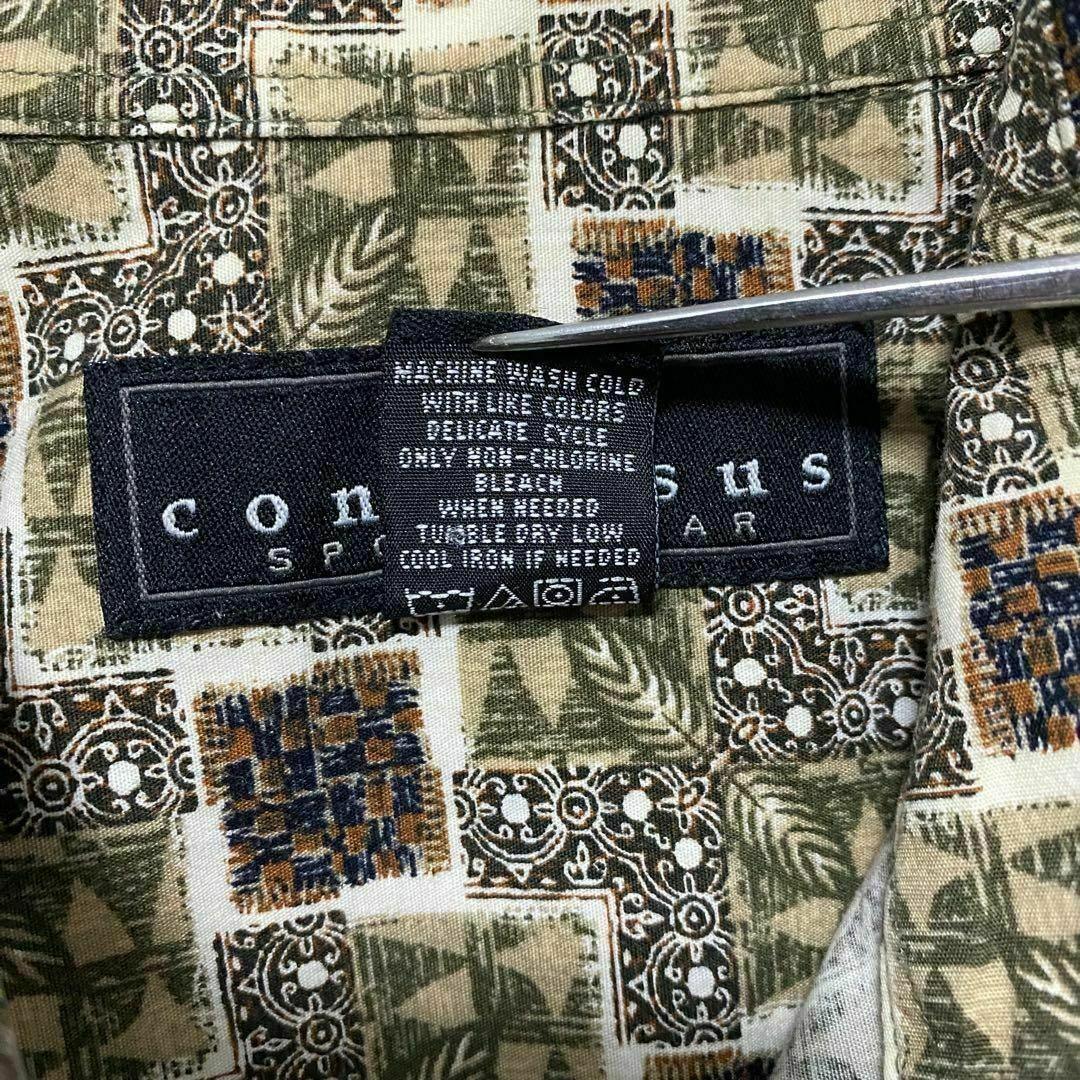 MACHINE WASH COLD
WITH LIKE COLORS
DELICATE CYCLE
ONLY NON-CHLORINE
BLEACH
WHEN NEEDED
TUMBLE DRY LOW
COOL IRON IF NEEDED
con sus
SPO AR